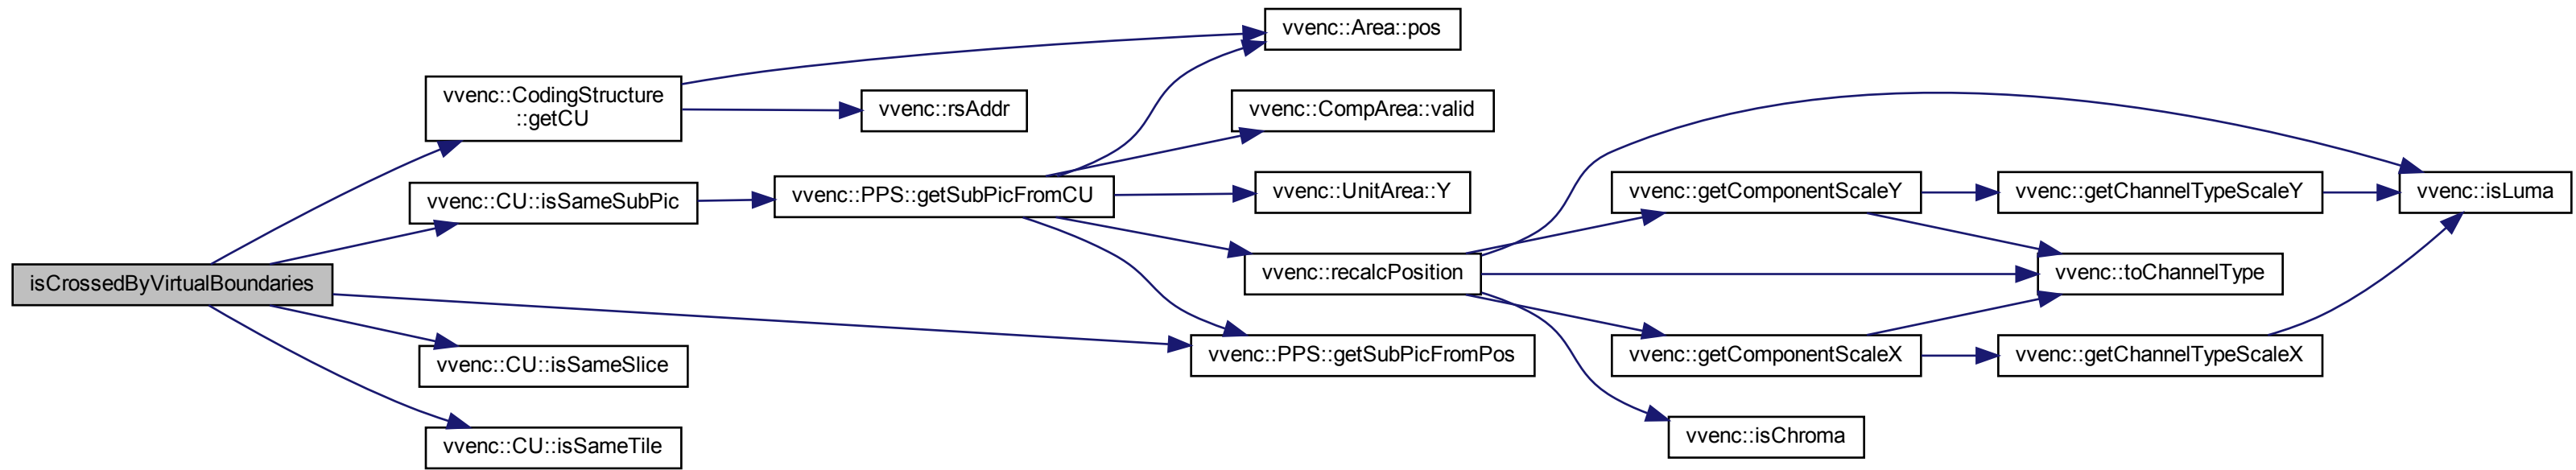 isCrossedByVirtualBoundaries
vvenc::CodingStructure
::getCU
vvenc::CU::isSameSubPic
vvenc::CU::isSameSlice
vvenc::CU::isSameTile
vvenc::rsAddr
vvenc::PPS::getSubPicFromCU
vvenc::Area::pos
vvenc::CompArea::valid
vvenc::UnitArea::Y
vvenc::recalcPosition
vvenc::PPS::getSubPicFromPos
vvenc::getComponentScaleY
vvenc::getComponentScaleX
vvenc::isChroma
vvenc::getChannelTypeScaleY
vvenc::toChannelType
vvenc::getChannelTypeScaleX
vvenc::isLuma